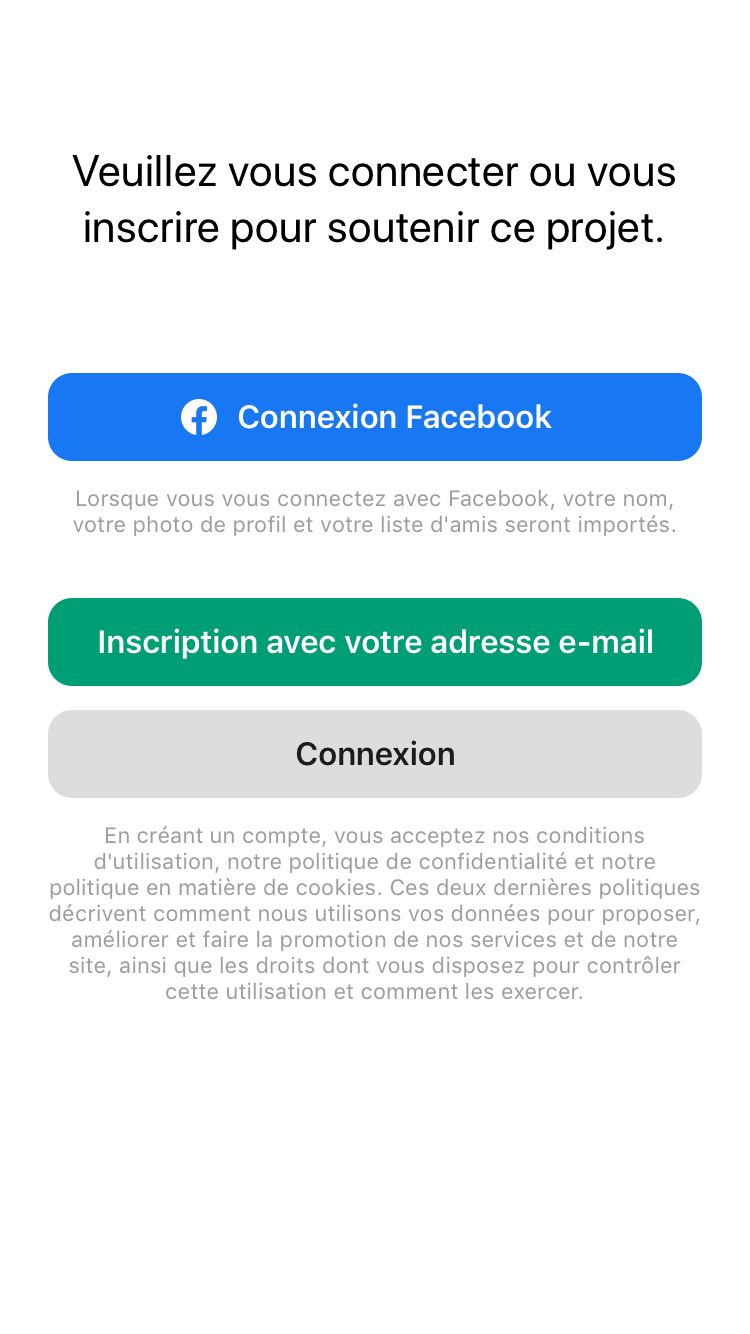 Veuillez vous connecter ou vous
inscrire pour soutenir ce projet.
Connexion Facebook
Lorsque vous vous connectez avec Facebook, votre nom,
votre photo de profil et votre liste d'amis seront importés.
Inscription avec votre adresse e-mail
Connexion
En créant un compte, vous acceptez nos conditions
d'utilisation, notre politique de confidentialité et notre
politique en matière de cookies. Ces deux dernières politiques
décrivent comment nous utilisons vos données pour proposer,
améliorer et faire la promotion de nos services et de notre
site, ainsi que les droits dont vous disposez pour contrôler
cette utilisation et comment les exercer.